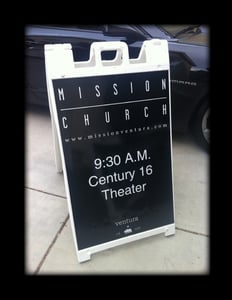 MISSION
CHURCH
www.missionventura.com
9:30 A.M.
Century 16
Theater
ventura